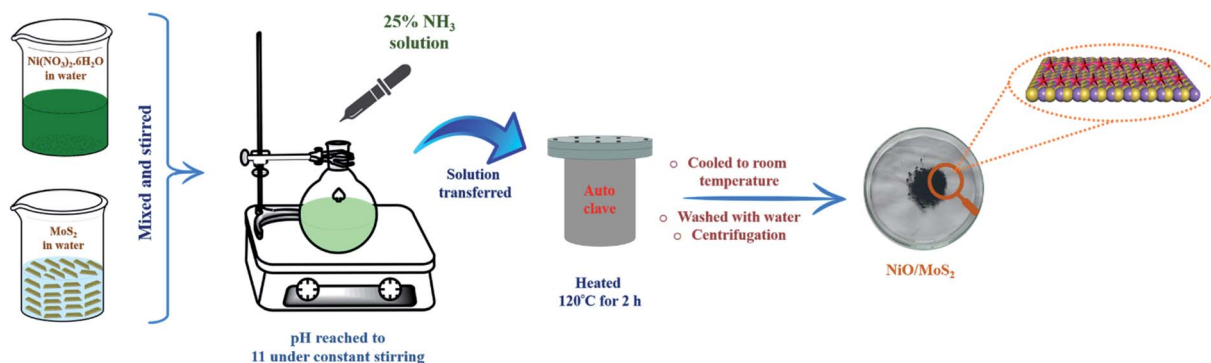 Ni(NO₃)₂.6H₂O
in water
MoS₂
in water
Mixed and stirred
25% NH₃
solution
pH reached to
11 under constant stirring
Solution
transferred
Auto
clave
Heated
120°C for 2 h
Cooled to room
temperature
Washed with water
Centrifugation
NiO/MoS₂